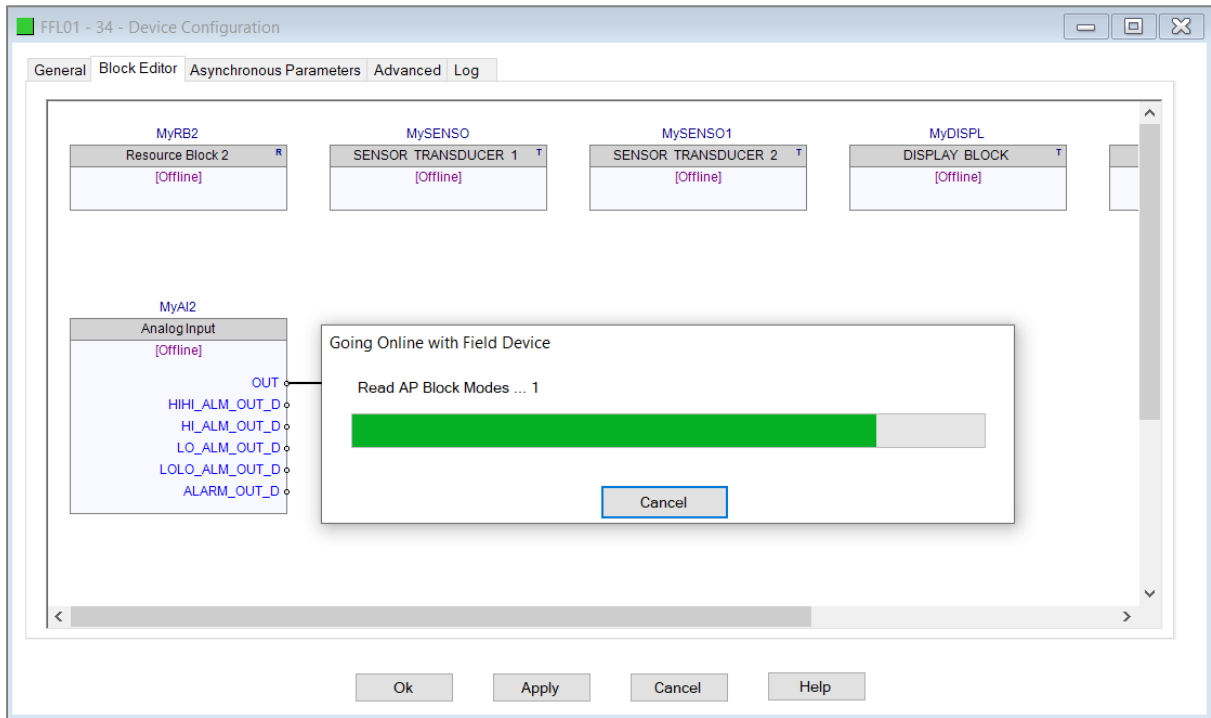 FFL01 - 34 - Device Configuration
General Block Editor Asynchronous Parameters Advanced Log
MyRB2 MySENSO MySENSO1 MyDISPL
Resource Block 2 R SENSOR TRANSDUCER 1 T SENSOR TRANSDUCER 2 T DISPLAY BLOCK T
[Offline] [Offline] [Offline] [Offline]
MyAI2
Analog Input
[Offline]
OUT
HIHI_ALM_OUT_D
HI_ALM_OUT_D
LO_ALM_OUT_D
LOLO_ALM_OUT_D
ALARM_OUT_D
Going Online with Field Device
Read AP Block Modes ... 1
Cancel
Ok Apply Cancel Help